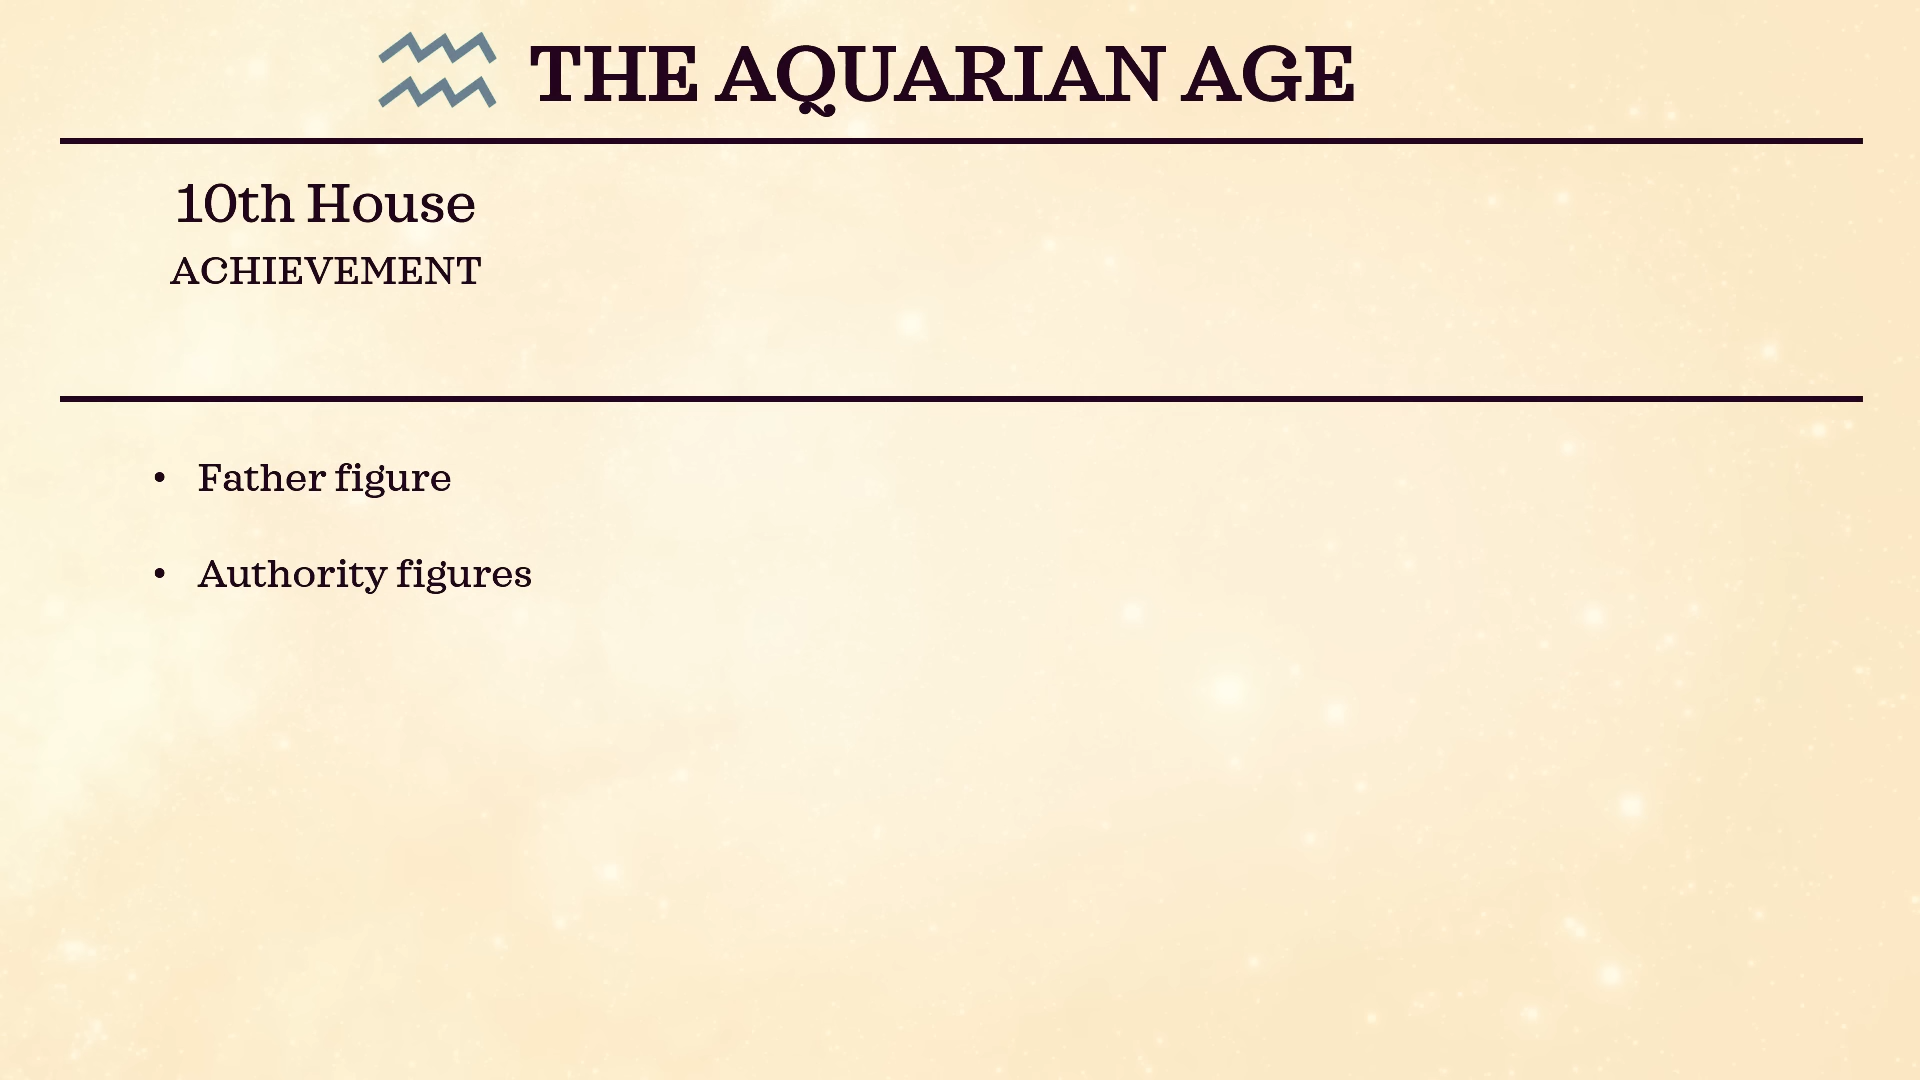 THE AQUARIAN AGE
10th House
ACHIEVEMENT
• Father figure
• Authority figures